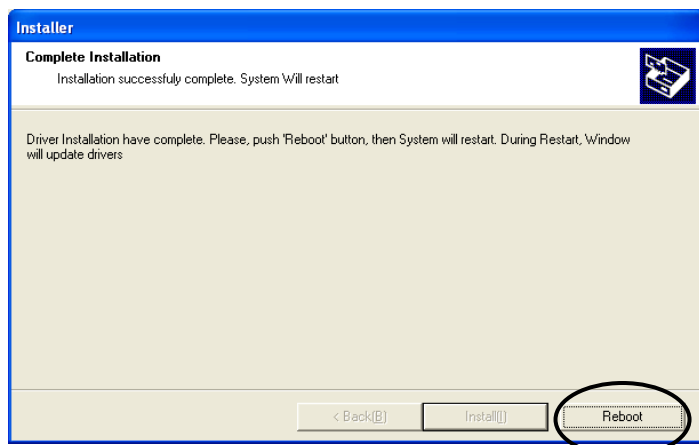 Installer
Complete Installation
Installation successfuly complete. System Will restart
Driver Installation have complete. Please, push 'Reboot' button, then System will restart. During Restart, Window
will update drivers
< Back(B)
Install(I)
Reboot